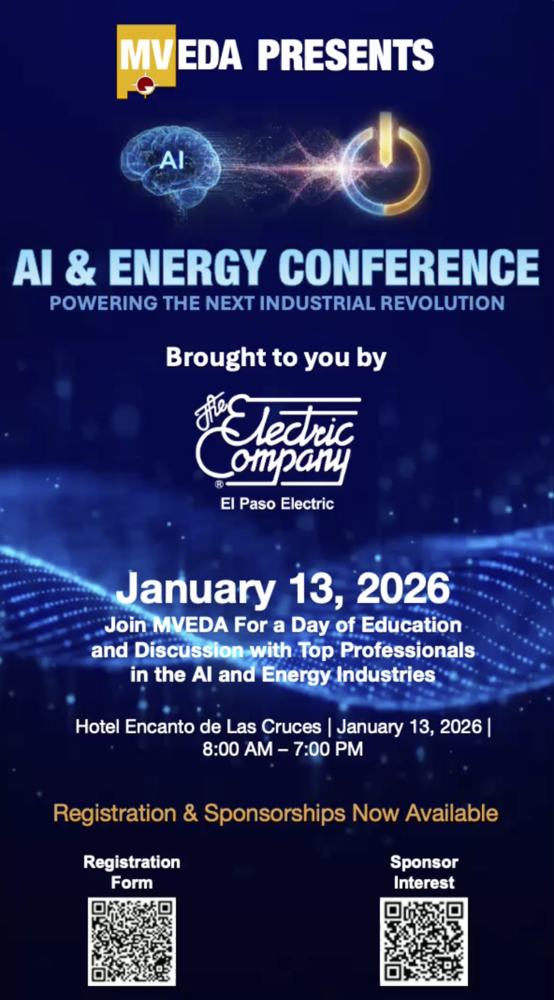 MVEDA PRESENTS
AI
AI & ENERGY CONFERENCE
POWERING THE NEXT INDUSTRIAL REVOLUTION
Brought to you by
The Electric
Company
®
El Paso Electric
January 13, 2026
Join MVEDA For a Day of Education
and Discussion with Top Professionals
in the AI and Energy Industries
Hotel Encanto de Las Cruces | January 13, 2026 |
8:00 AM – 7:00 PM
Registration & Sponsorships Now Available
Registration
Form
Sponsor
Interest